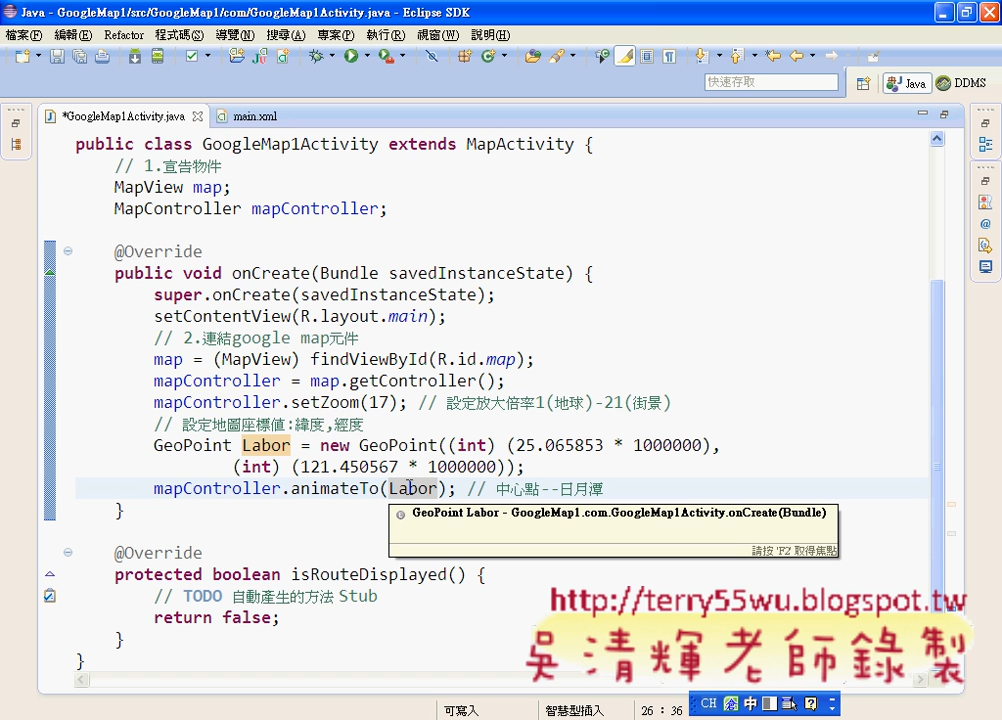 Java - GoogleMap1/src/GoogleMap1/com/GoogleMap1Activity.java - Eclipse SDK
檔案(F) 編輯(E) Refactor 程式碼(S) 導覽(N) 搜尋(A) 專案(P) 執行(R) 視窗(W) 說明(H)
快速存取
Java
DDMS
*GoogleMap1Activity.java
main.xml
public class GoogleMap1Activity extends MapActivity {
// 1.宣告物件
MapView map;
MapController mapController;
@Override
public void onCreate(Bundle savedInstanceState) {
super.onCreate(savedInstanceState);
setContentView(R.layout.main);
// 2.連結google map元件
map = (MapView) findViewById(R.id.map);
mapController = map.getController();
mapController.setZoom(17); // 設定放大倍率1(地球)-21(街景)
// 設定地圖座標值:緯度,經度
GeoPoint Labor = new GeoPoint((int) (25.065853 * 1000000),
(int) (121.450567 * 1000000));
mapController.animateTo(Labor); // 中心點--日月潭
}
GeoPoint Labor - GoogleMap1.com.GoogleMap1Activity.onCreate(Bundle)
請按 'F2' 取得焦點
@Override
protected boolean isRouteDisplayed() {
// TODO 自動產生的方法 Stub
return false;
}
}
http://terry55wu.blogspot.tw
吳清輝老師錄製
可寫入
智慧型插入
26 : 36
CH 中